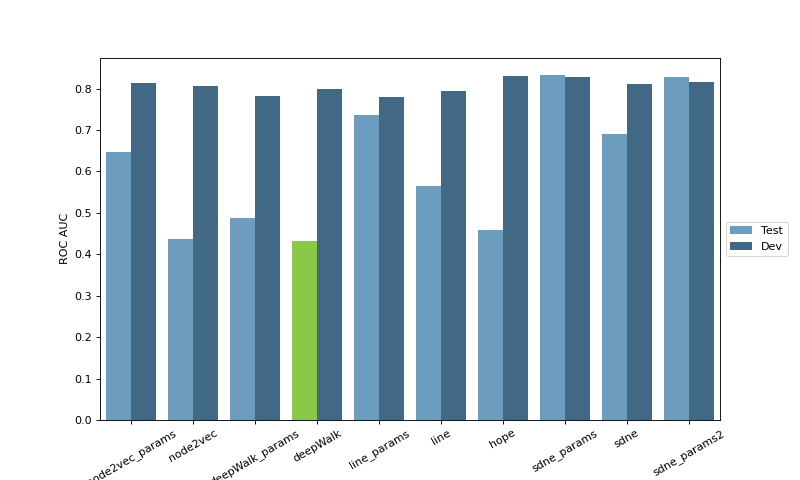 ROC AUC
0.8
0.7
0.6
0.5
0.4
0.3
0.2
0.1
0.0
node2vec_params
node2vec
deepWalk_params
deepWalk
line_params
line
hope
sdne_params
sdne
sdne_params2
Test
Dev